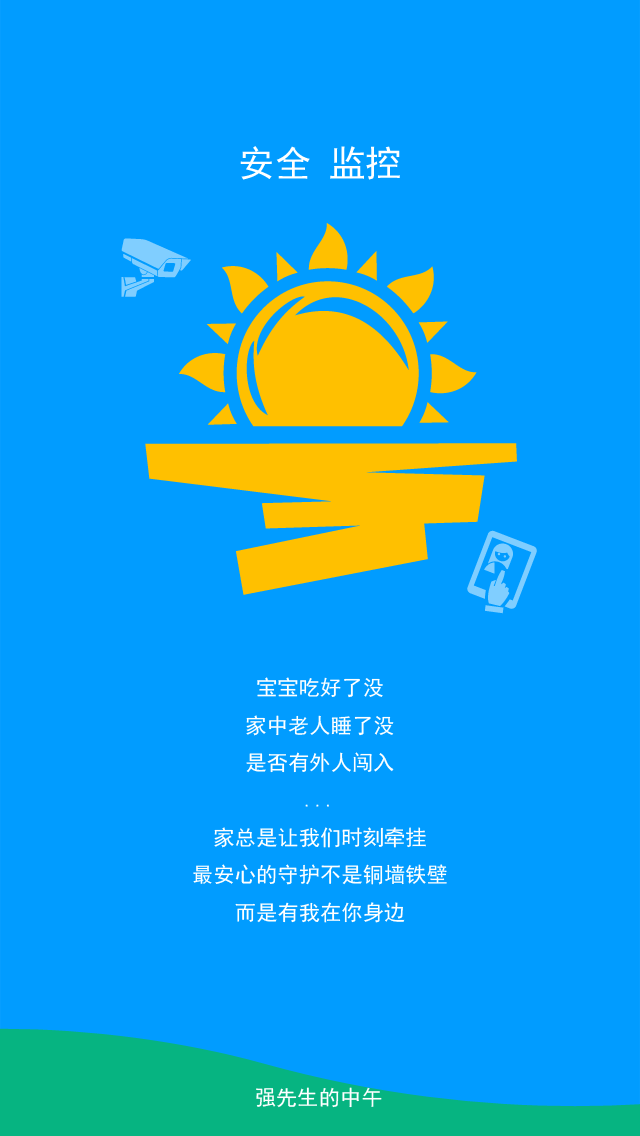 安全 监控
宝宝吃好了没
家中老人睡了没
是否有外人闯入
...
家总是让我们时刻牵挂
最安心的守护不是铜墙铁壁
而是有我在你身边
强先生的中午